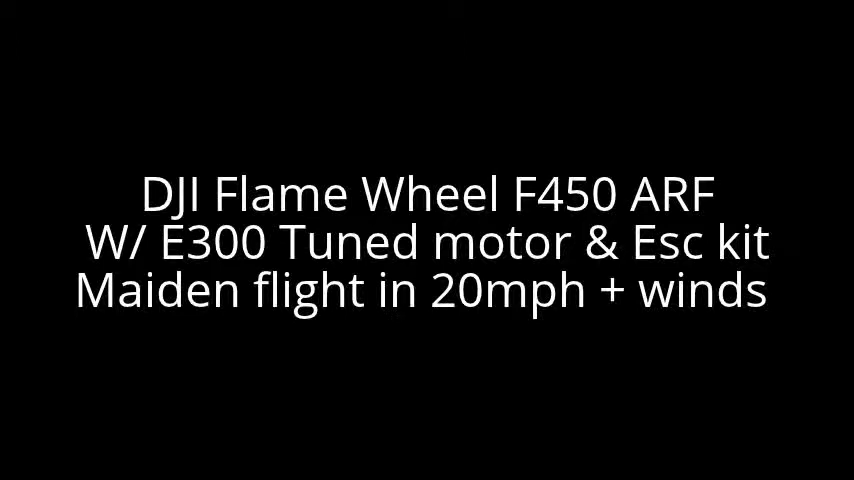 DJI Flame Wheel F450 ARF
W/ E300 Tuned motor & Esc kit
Maiden flight in 20mph + winds